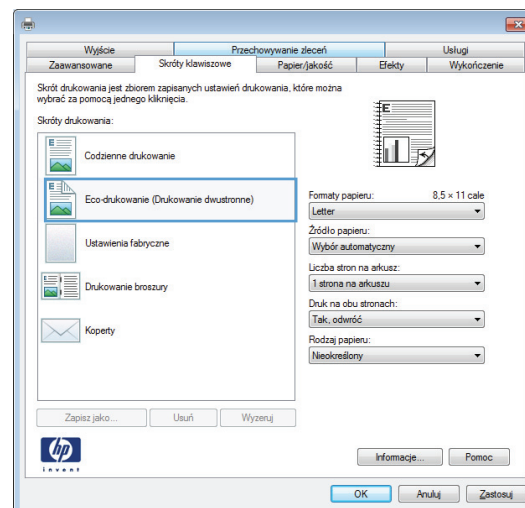 Wyjście
Przechowywanie zleceń
Usługi
Zaawansowane
Skróty klawiszowe
Papier/jakość
Efekty
Wykończenie
Skrót drukowania jest zbiorem zapisanych ustawień drukowania, które można
wybrać za pomocą jednego kliknięcia.
Skróty drukowania:
E
Codzienne drukowanie
E
Eco-drukowanie (Drukowanie dwustronne)
Ustawienia fabryczne
E
Drukowanie broszury
Koperty
Zapisz jako...
Usuń
Wyzeruj
E
Formaty papieru:
8,5 × 11 cale
Letter
Źródło papieru:
Wybór automatyczny
Liczba stron na arkusz:
1 strona na arkuszu
Druk na obu stronach:
Tak, odwróć
Rodzaj papieru:
Nieokreślony
hp
invent
Informacje...
Pomoc
OK
Anuluj
Zastosuj